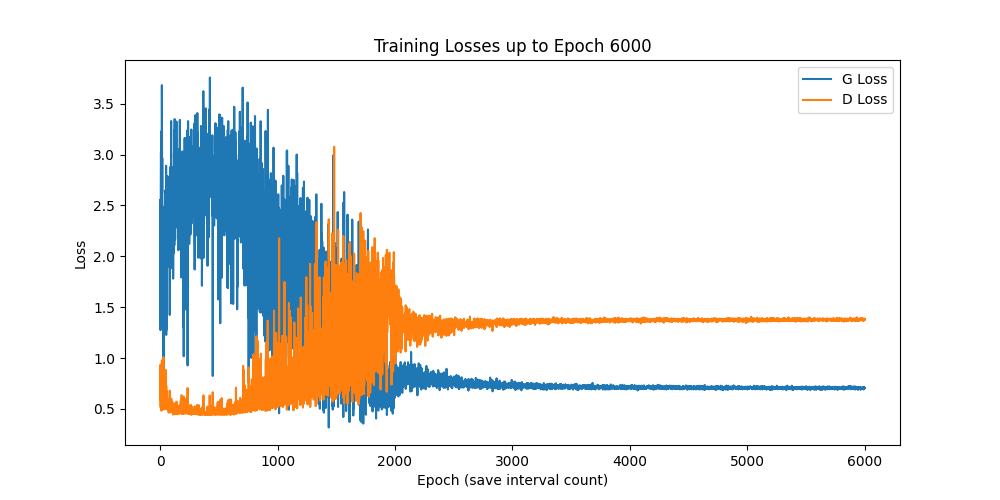 Training Losses up to Epoch 6000
G Loss
D Loss
3.5
3.0
2.5
2.0
1.5
1.0
0.5
Loss
0 1000 2000 3000 4000 5000 6000
Epoch (save interval count)